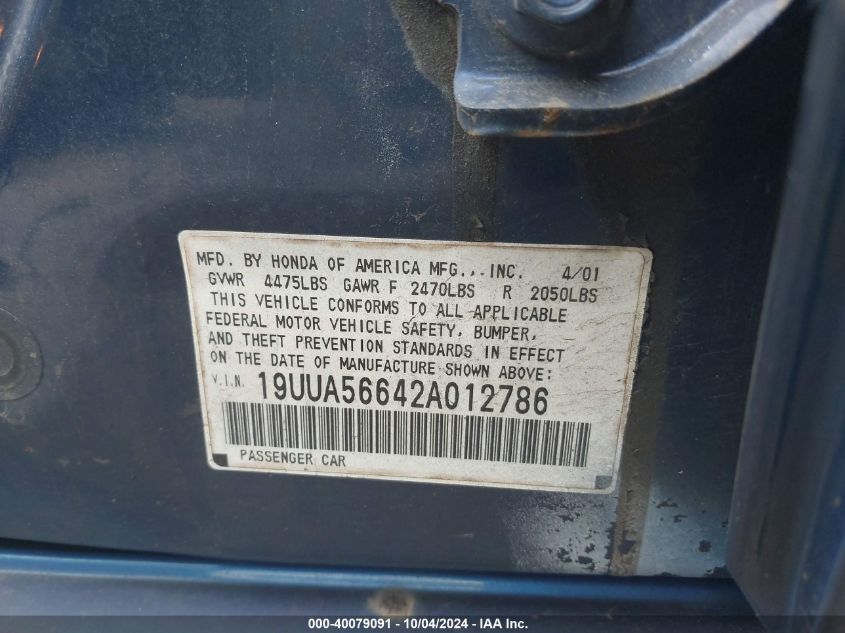 MFD. BY HONDA OF AMERICA MFG.,.INC. 4/01
GVWR 4475LBS GAWR F 2470LBS R 2050LBS
THIS VEHICLE CONFORMS TO ALL APPLICABLE
FEDERAL MOTOR VEHICLE SAFETY, BUMPER,
AND THEFT PREVENTION STANDARDS IN EFFECT
ON THE DATE OF MANUFACTURE SHOWN ABOVE:
V.I.N. 19UUA56642A012786
PASSENGER CAR
000-40079091 - 10/04/2024 - IAA Inc.